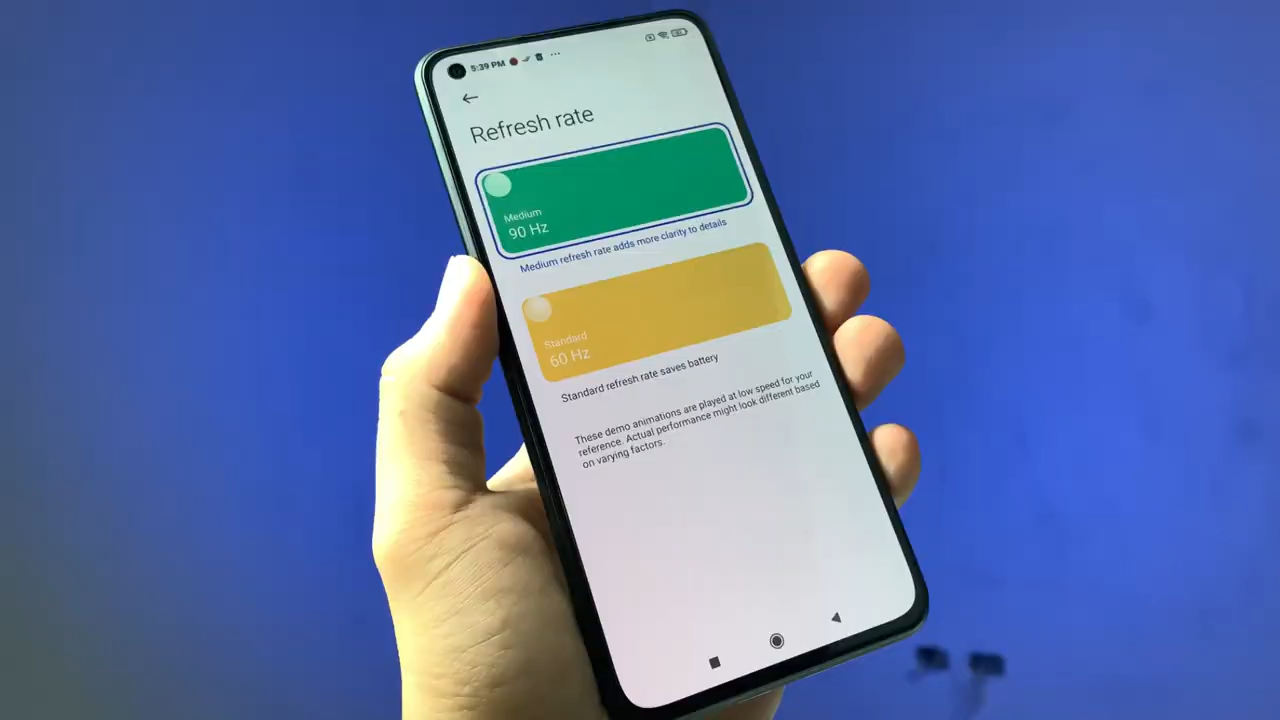 5:39 PM
Refresh rate
Medium
90 Hz
Medium refresh rate adds more clarity to details
Standard
60 Hz
Standard refresh rate saves battery
These demo animations are played at low speed for your
reference. Actual performance might look different based
on varying factors.